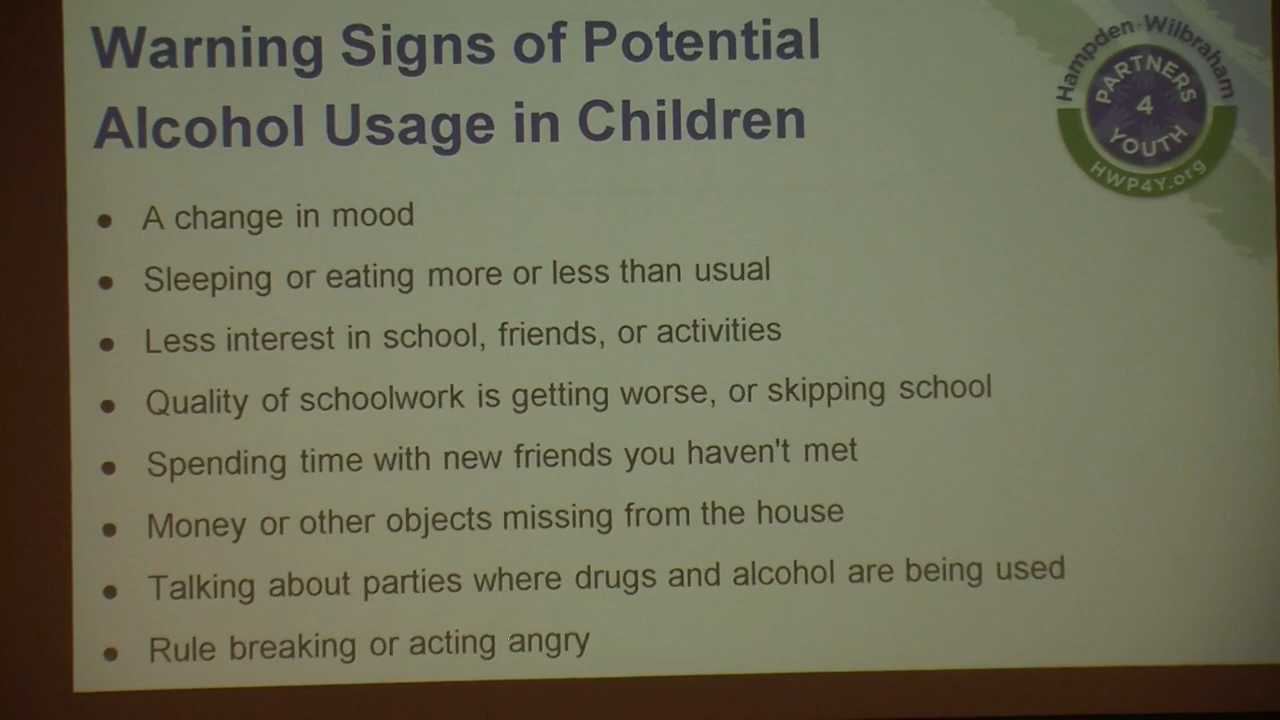 Warning Signs of Potential
Alcohol Usage in Children
Hampden-Wilbraham
PARTNERS
4
YOUTH
HWP4Y.org
• A change in mood
• Sleeping or eating more or less than usual
• Less interest in school, friends, or activities
• Quality of schoolwork is getting worse, or skipping school
• Spending time with new friends you haven't met
• Money or other objects missing from the house
• Talking about parties where drugs and alcohol are being used
• Rule breaking or acting angry